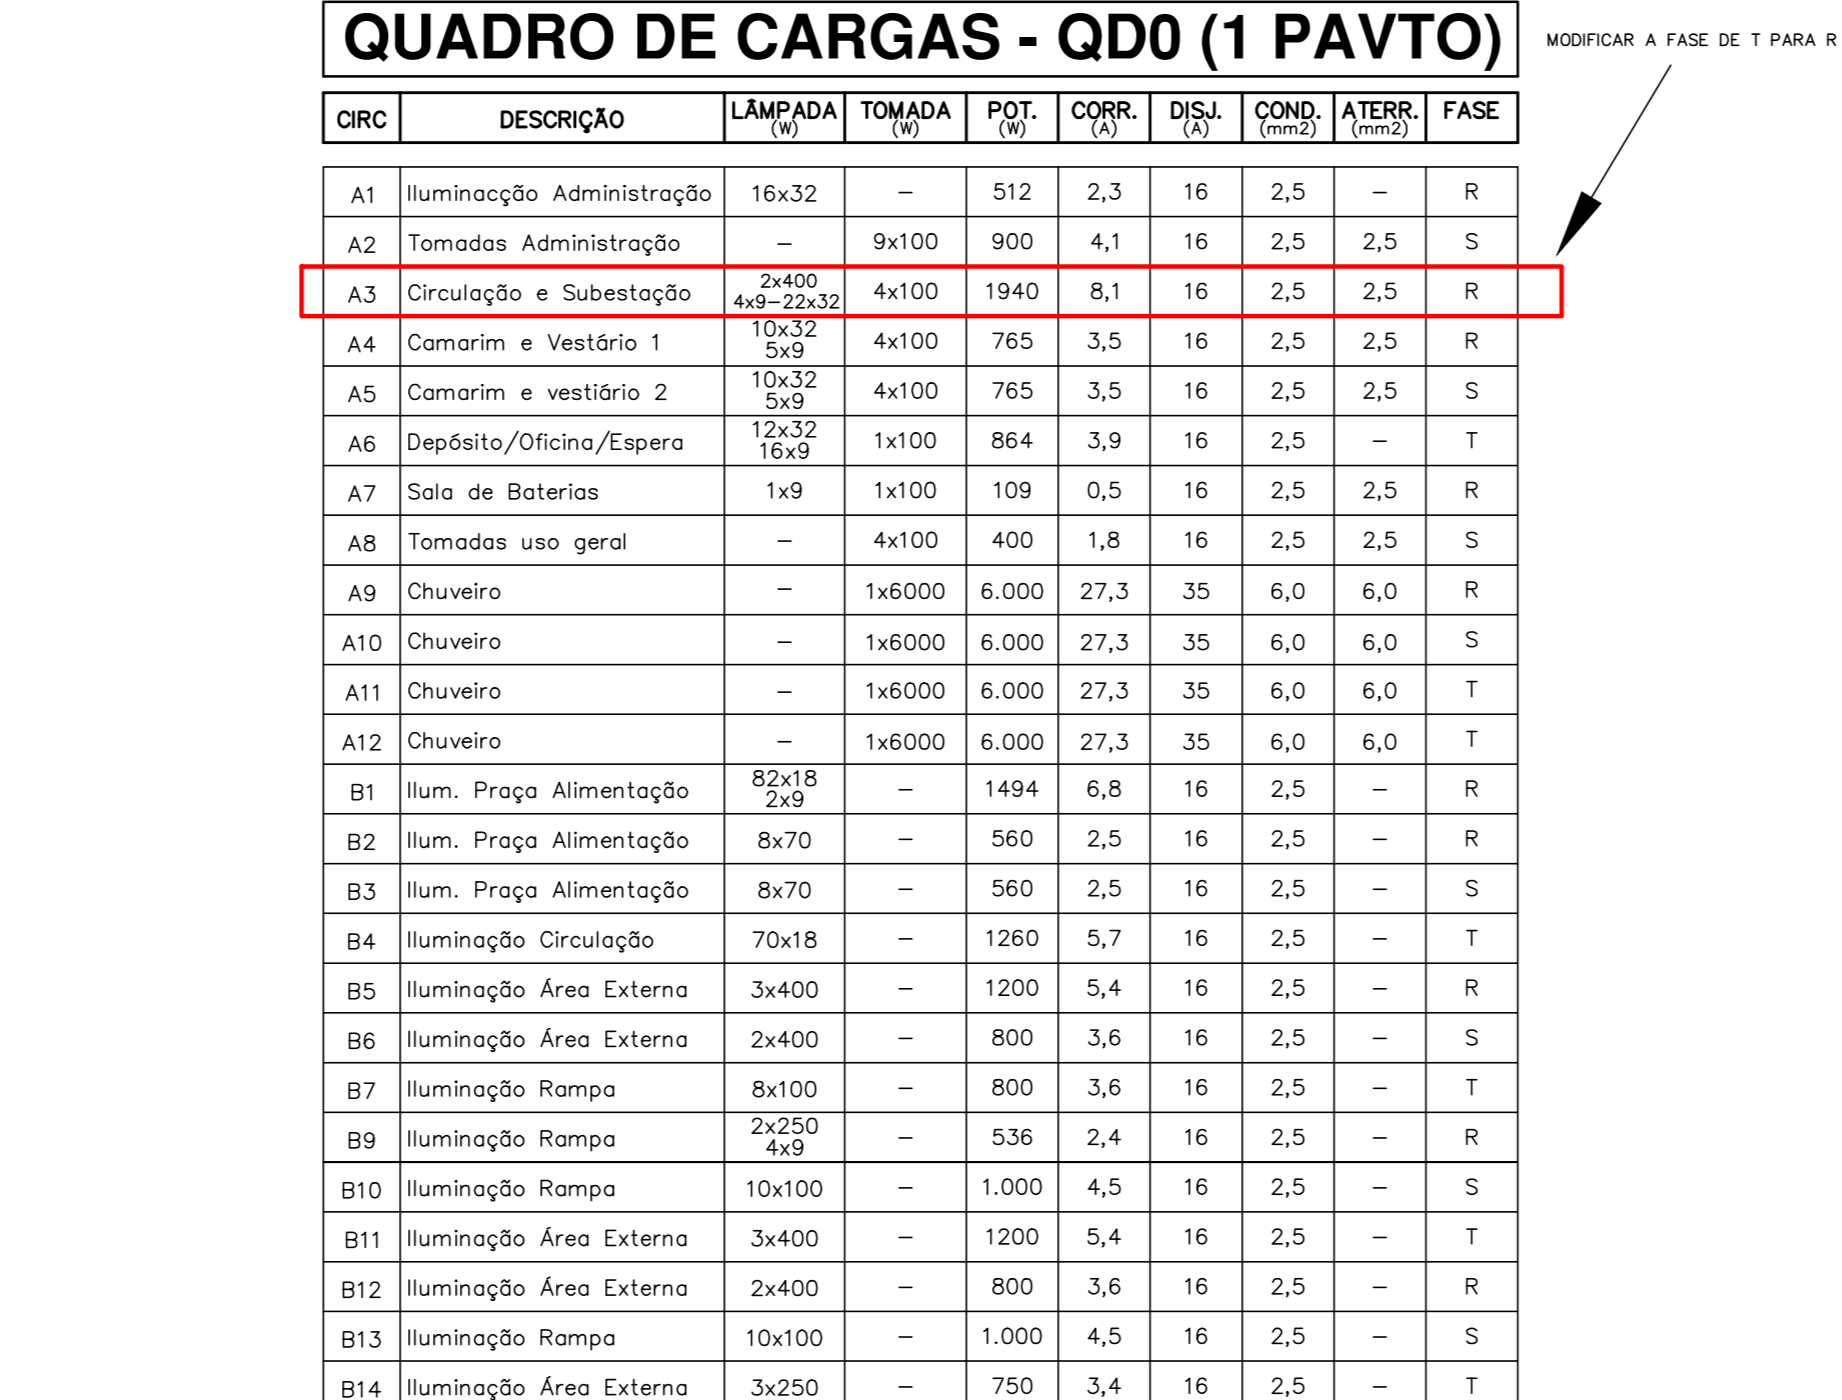 QUADRO DE CARGAS - QD0 (1 PAVTO)
MODIFICAR A FASE DE T PARA R
CIRC DESCRIÇÃO LÂMPADA (W) TOMADA (W) POT. (W) CORR. (A) DISJ. (A) COND. (mm2) ATERR. (mm2) FASE
A1 Iluminacção Administração 16x32 – 512 2,3 16 2,5 – R
A2 Tomadas Administração – 9x100 900 4,1 16 2,5 2,5 S
A3 Circulação e Subestação 2x400 4x9–22x32 4x100 1940 8,1 16 2,5 2,5 R
A4 Camarim e Vestário 1 10x32 5x9 4x100 765 3,5 16 2,5 2,5 R
A5 Camarim e vestiário 2 10x32 5x9 4x100 765 3,5 16 2,5 2,5 S
A6 Depósito/Oficina/Espera 12x32 16x9 1x100 864 3,9 16 2,5 – T
A7 Sala de Baterias 1x9 1x100 109 0,5 16 2,5 2,5 R
A8 Tomadas uso geral – 4x100 400 1,8 16 2,5 2,5 S
A9 Chuveiro – 1x6000 6.000 27,3 35 6,0 6,0 R
A10 Chuveiro – 1x6000 6.000 27,3 35 6,0 6,0 S
A11 Chuveiro – 1x6000 6.000 27,3 35 6,0 6,0 T
A12 Chuveiro – 1x6000 6.000 27,3 35 6,0 6,0 T
B1 Ilum. Praça Alimentação 82x18 2x9 – 1494 6,8 16 2,5 – R
B2 Ilum. Praça Alimentação 8x70 – 560 2,5 16 2,5 – R
B3 Ilum. Praça Alimentação 8x70 – 560 2,5 16 2,5 – S
B4 Iluminação Circulação 70x18 – 1260 5,7 16 2,5 – T
B5 Iluminação Área Externa 3x400 – 1200 5,4 16 2,5 – R
B6 Iluminação Área Externa 2x400 – 800 3,6 16 2,5 – S
B7 Iluminação Rampa 8x100 – 800 3,6 16 2,5 – T
B9 Iluminação Rampa 2x250 4x9 – 536 2,4 16 2,5 – R
B10 Iluminação Rampa 10x100 – 1.000 4,5 16 2,5 – S
B11 Iluminação Área Externa 3x400 – 1200 5,4 16 2,5 – T
B12 Iluminação Área Externa 2x400 – 800 3,6 16 2,5 – R
B13 Iluminação Rampa 10x100 – 1.000 4,5 16 2,5 – S
B14 Iluminação Área Externa 3x250 – 750 3,4 16 2,5 – T